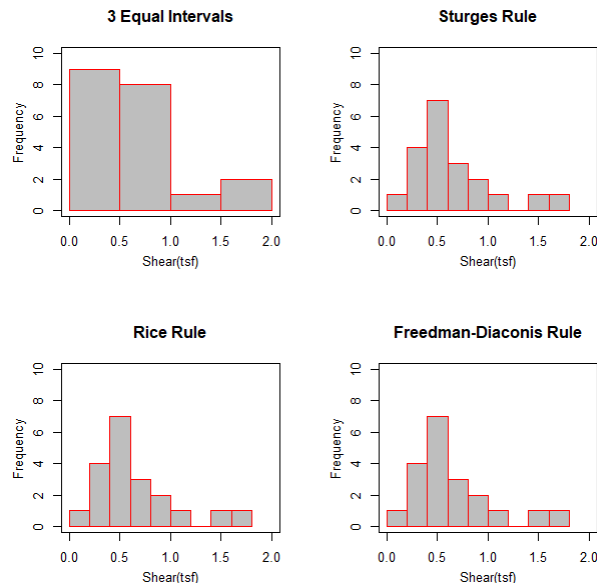 3 Equal Intervals
Frequency
0 2 4 6 8 10
0.0 0.5 1.0 1.5 2.0
Shear(tsf)
Sturges Rule
Frequency
0 2 4 6 8 10
0.0 0.5 1.0 1.5 2.0
Shear(tsf)
Rice Rule
Frequency
0 2 4 6 8 10
0.0 0.5 1.0 1.5 2.0
Shear(tsf)
Freedman-Diaconis Rule
Frequency
0 2 4 6 8 10
0.0 0.5 1.0 1.5 2.0
Shear(tsf)